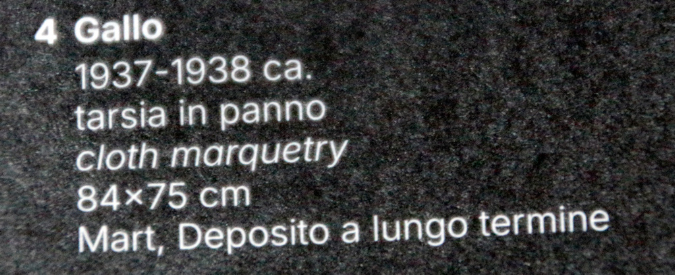 4 Gallo
1937-1938 ca.
tarsia in panno
cloth marquetry
84×75 cm
Mart, Deposito a lungo termine